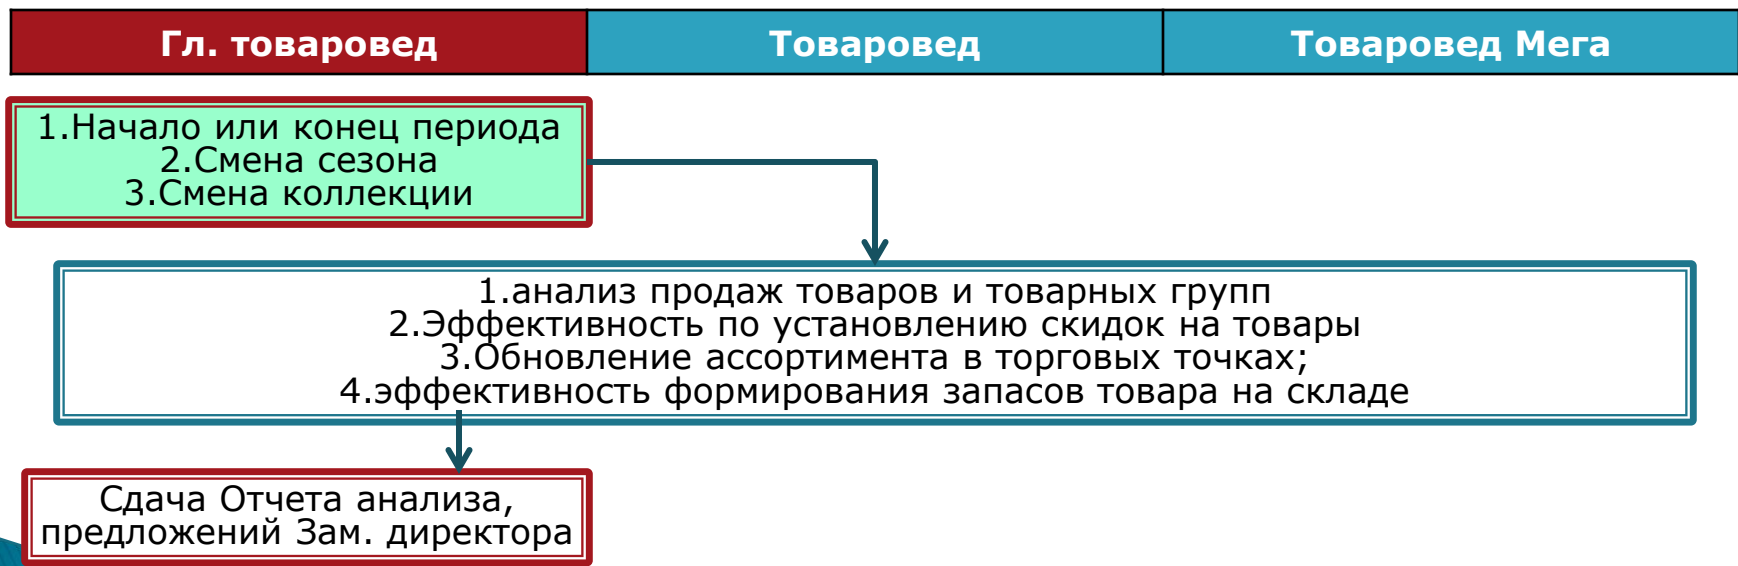 Гл. товаровед
Товаровед
Товаровед Мега
1.Начало или конец периода
2.Смена сезона
3.Смена коллекции
1.анализ продаж товаров и товарных групп
2.Эффективность по установлению скидок на товары
3.Обновление ассортимента в торговых точках;
4.эффективность формирования запасов товара на складе
Сдача Отчета анализа,
предложений Зам. директора